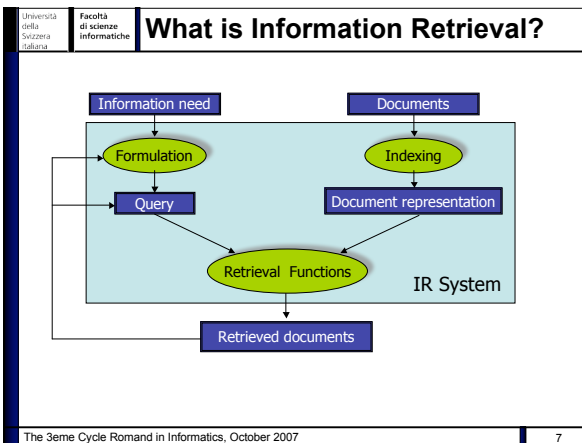 Università
della
Svizzera
italiana
Facoltà
di scienze
informatiche
What is Information Retrieval?
Information need
Documents
Formulation
Indexing
Query
Document representation
Retrieval Functions
IR System
Retrieved documents
The 3eme Cycle Romand in Informatics, October 2007
7